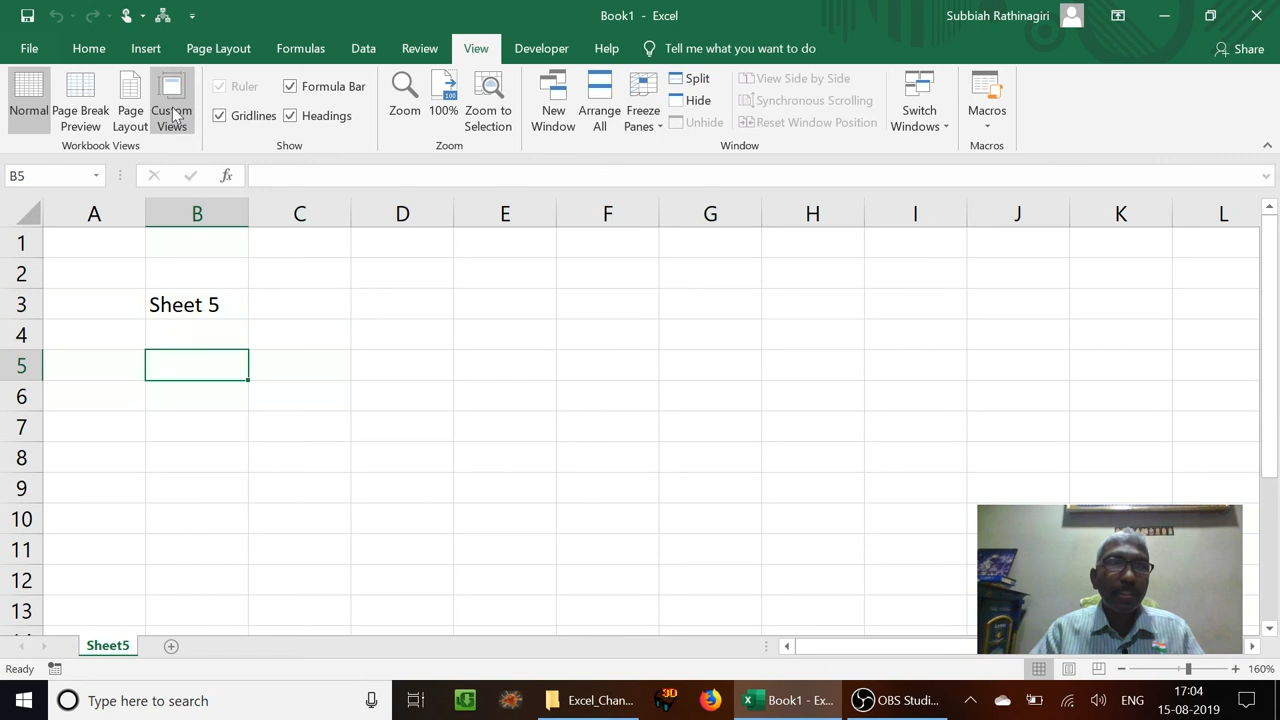 Book1 - Excel
Subbiah Rathinagiri
File Home Insert Page Layout Formulas Data Review View Developer Help Tell me what you want to do Share
Normal
Page Break
Preview
Page
Layout
Custom
Views
Workbook Views
Ruler Formula Bar
Gridlines Headings
Show
Zoom
100
100%
Zoom to
Selection
Zoom
New
Window
Arrange
All
Freeze
Panes
Split
Hide
Unhide
View Side by Side
Synchronous Scrolling
Reset Window Position
Switch
Windows
Window
Macros
Macros
B5
fx
A B C D E F G H I J K L
1
2
3 Sheet 5
4
5
6
7
8
9
10
11
12
13
Sheet5
Ready
160%
Type here to search
Excel_Chan...
3D
Book1 - Ex...
OBS Studi...
ENG
17:04
15-08-2019